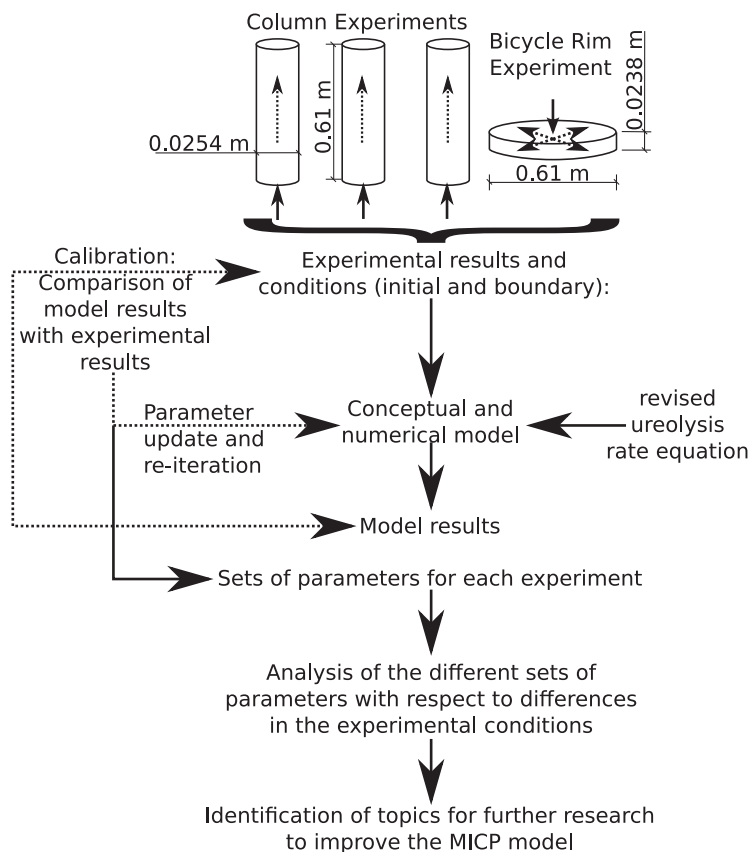 Column Experiments
Bicycle Rim
Experiment
0.0254 m
0.61 m
0.0238 m
0.61 m
Calibration:
Comparison of
model results
with experimental
results
Experimental results and
conditions (initial and boundary):
Parameter
update and
re-iteration
Conceptual and
numerical model
revised
ureolysis
rate equation
Model results
Sets of parameters for each experiment
Analysis of the different sets of
parameters with respect to differences
in the experimental conditions
Identification of topics for further research
to improve the MICP model